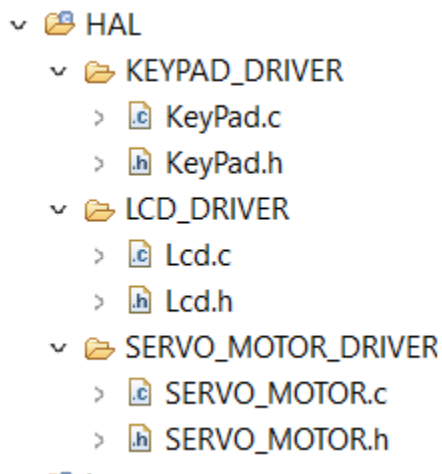 HAL
KEYPAD_DRIVER
KeyPad.c
KeyPad.h
LCD_DRIVER
Lcd.c
Lcd.h
SERVO_MOTOR_DRIVER
SERVO_MOTOR.c
SERVO_MOTOR.h